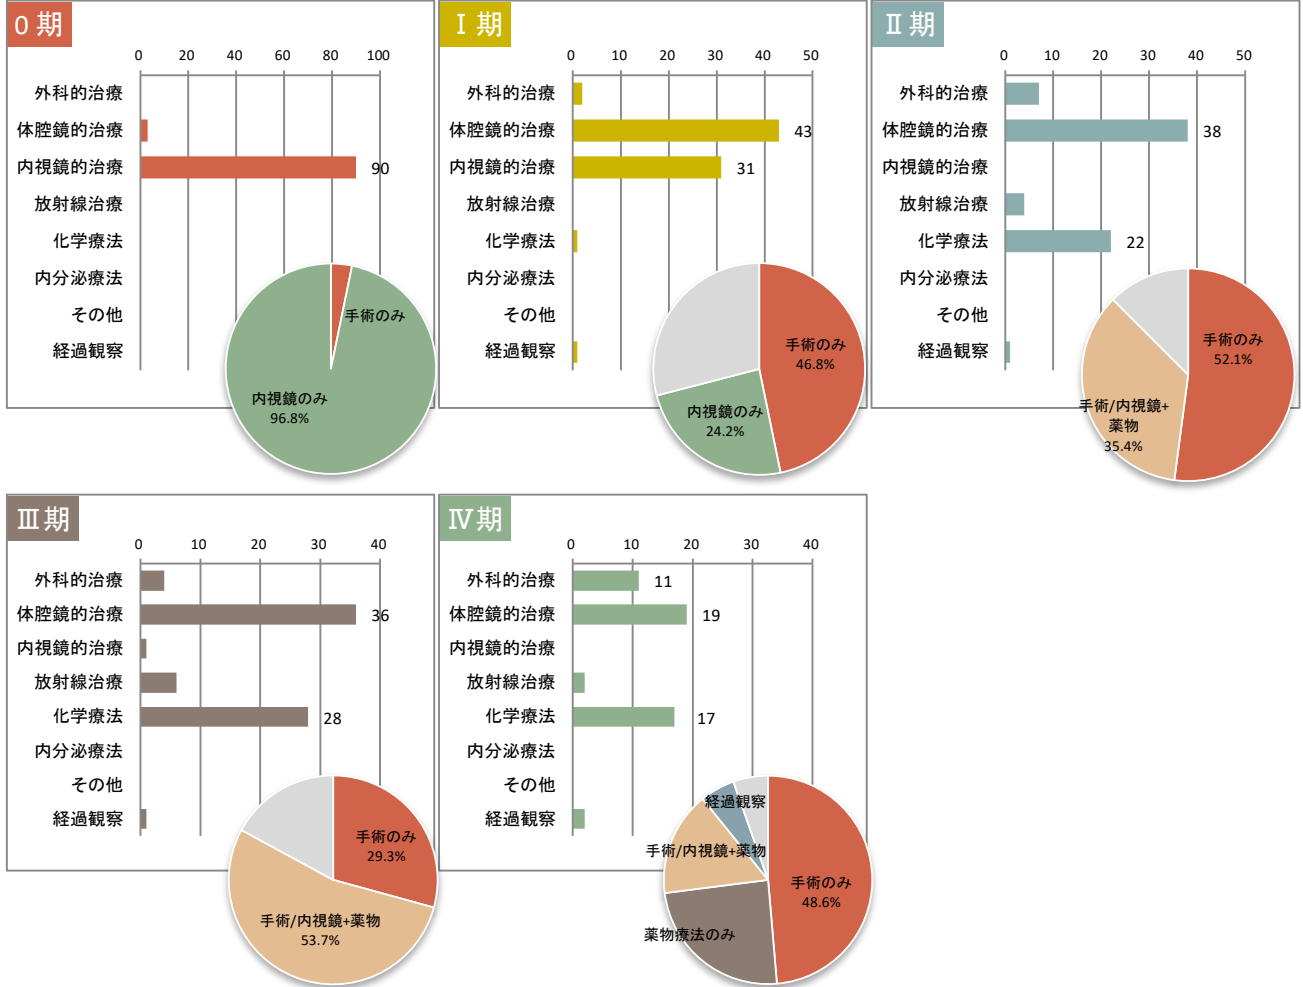 0 期
0 20 40 60 80 100
外科的治療
体腔鏡的治療
内視鏡的治療 90
放射線治療
化学療法
内分泌療法
その他
経過観察
手術のみ
内視鏡のみ
96.8%
Ⅰ 期
0 10 20 30 40 50
外科的治療
体腔鏡的治療 43
内視鏡的治療 31
放射線治療
化学療法
内分泌療法
その他
経過観察
手術のみ
46.8%
内視鏡のみ
24.2%
Ⅱ 期
0 10 20 30 40 50
外科的治療
体腔鏡的治療 38
内視鏡的治療
放射線治療
化学療法 22
内分泌療法
その他
経過観察
手術のみ
52.1%
手術/内視鏡+
薬物
35.4%
Ⅲ 期
0 10 20 30 40
外科的治療
体腔鏡的治療 36
内視鏡的治療
放射線治療
化学療法 28
内分泌療法
その他
経過観察
手術のみ
29.3%
手術/内視鏡+薬物
53.7%
Ⅳ 期
0 10 20 30 40
外科的治療 11
体腔鏡的治療 19
内視鏡的治療
放射線治療
化学療法 17
内分泌療法
その他
経過観察
経過観察
手術/内視鏡+薬物
手術のみ
48.6%
薬物療法のみ